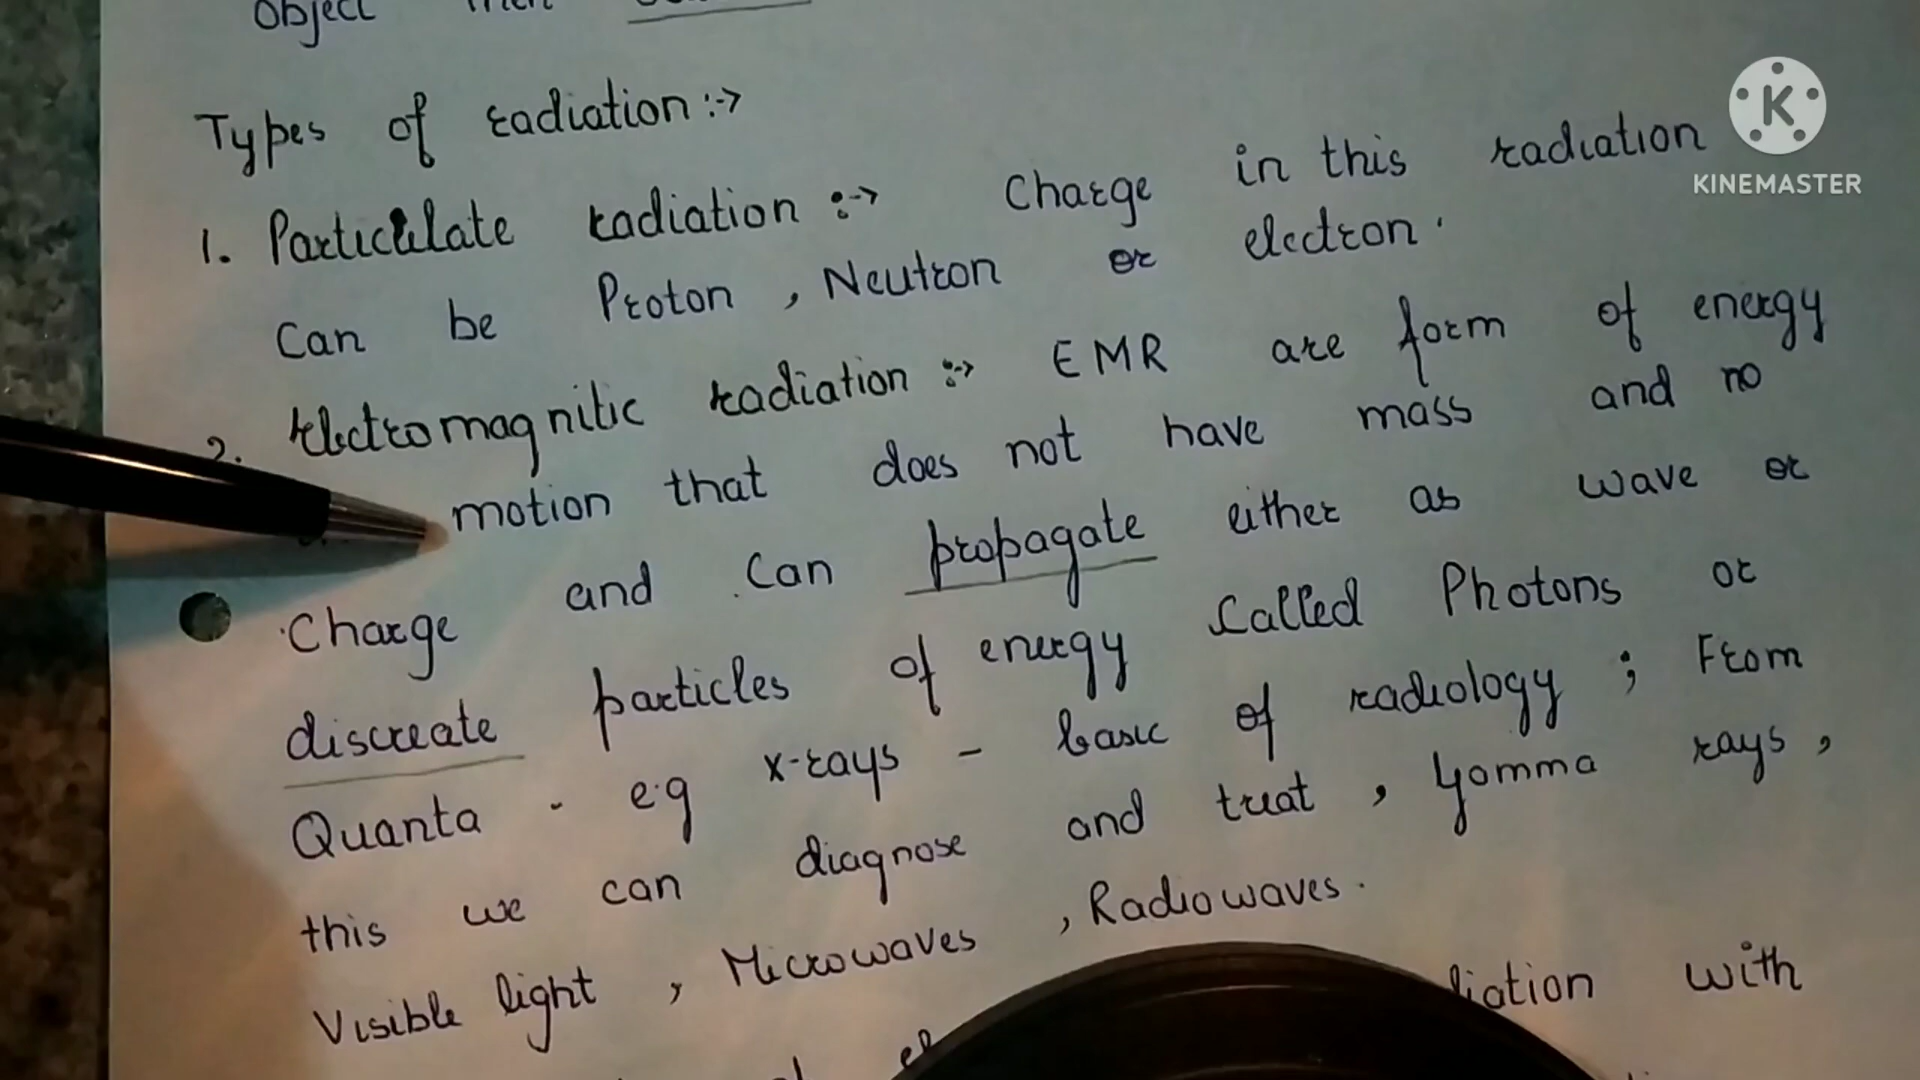 Object then
Types of radiation :->
1. Particulate radiation :-> Charge in this radiation
Can be Proton , Neutron or electron .
2. Electromagnitic radiation :-> EMR are form of energy
motion that does not have mass and no
Charge and can propagate either as wave or
discreate particles of energy called Photons or
Quanta . e.g x-rays - basic of radiology ; From
this we can diagnose and treat , Gomma rays ,
Visible light , Microwaves , Radiowaves .
with
K
KINEMASTER